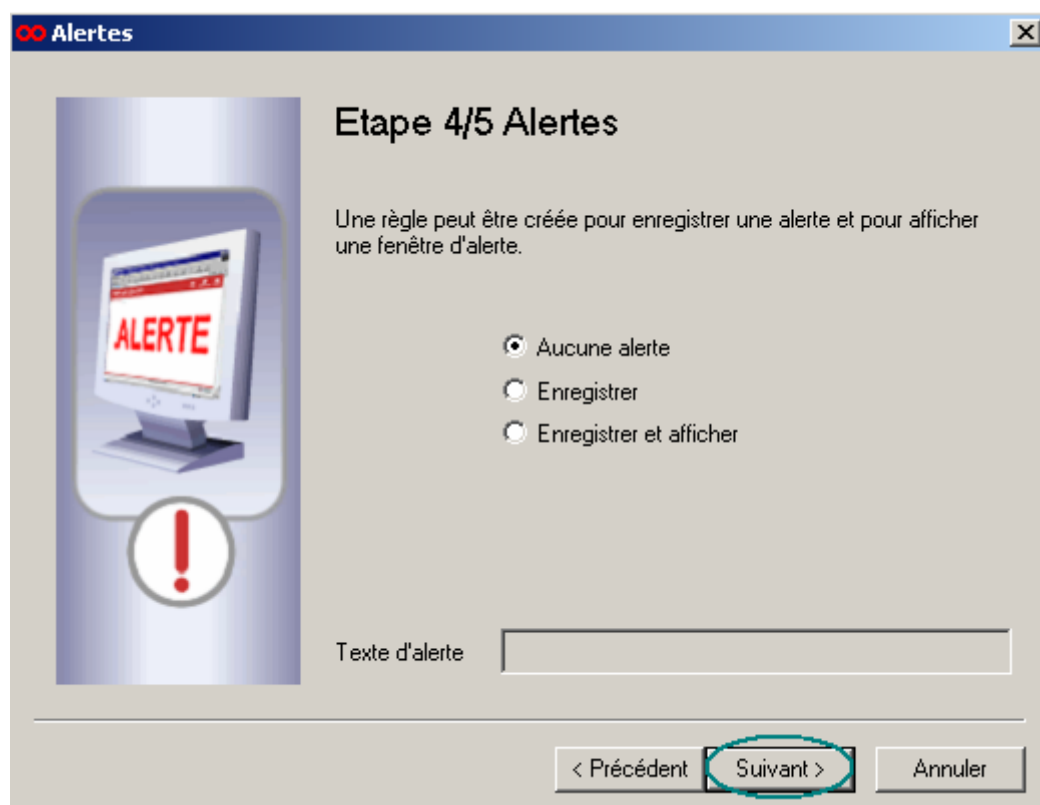 Alertes
Etape 4/5 Alertes
Une règle peut être créée pour enregistrer une alerte et pour afficher
une fenêtre d'alerte.
ALERTE
Aucune alerte
Enregistrer
Enregistrer et afficher
Texte d'alerte
< Précédent
Suivant >
Annuler